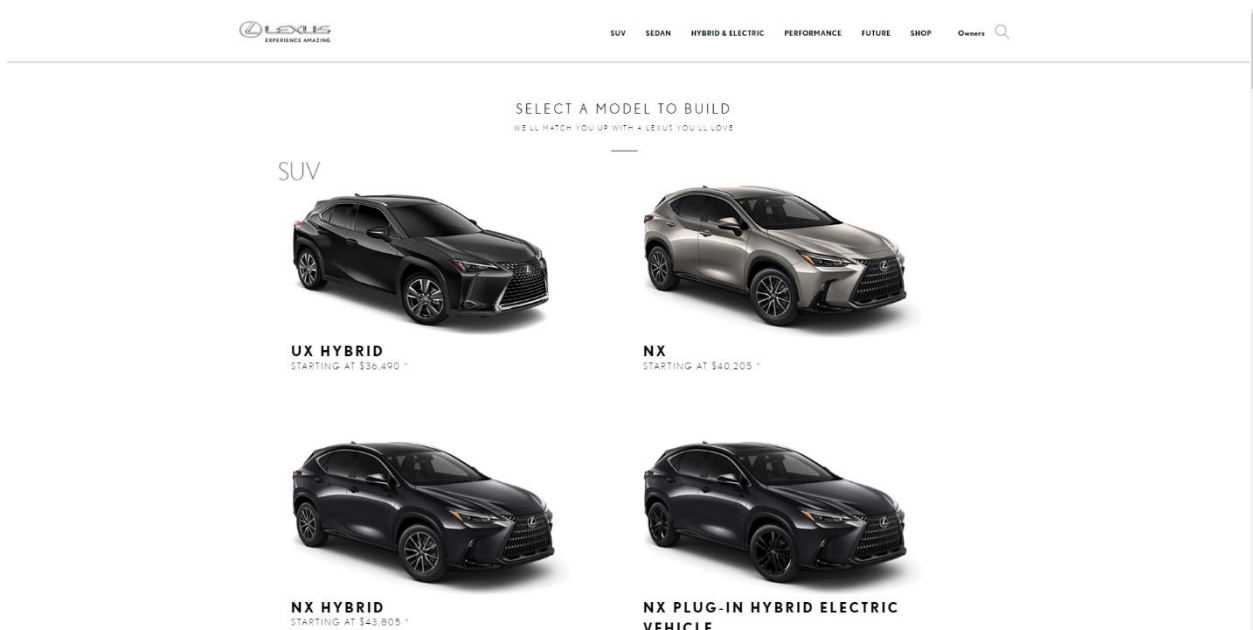 LEXUS
EXPERIENCE AMAZING
SUV SEDAN HYBRID & ELECTRIC PERFORMANCE FUTURE SHOP Owners
SELECT A MODEL TO BUILD
WE'LL MATCH YOU UP WITH A LEXUS YOU'LL LOVE
SUV
UX HYBRID
STARTING AT $36,490 *
NX
STARTING AT $40,205 *
NX HYBRID
STARTING AT $43,805 *
NX PLUG-IN HYBRID ELECTRIC
VEHICLE